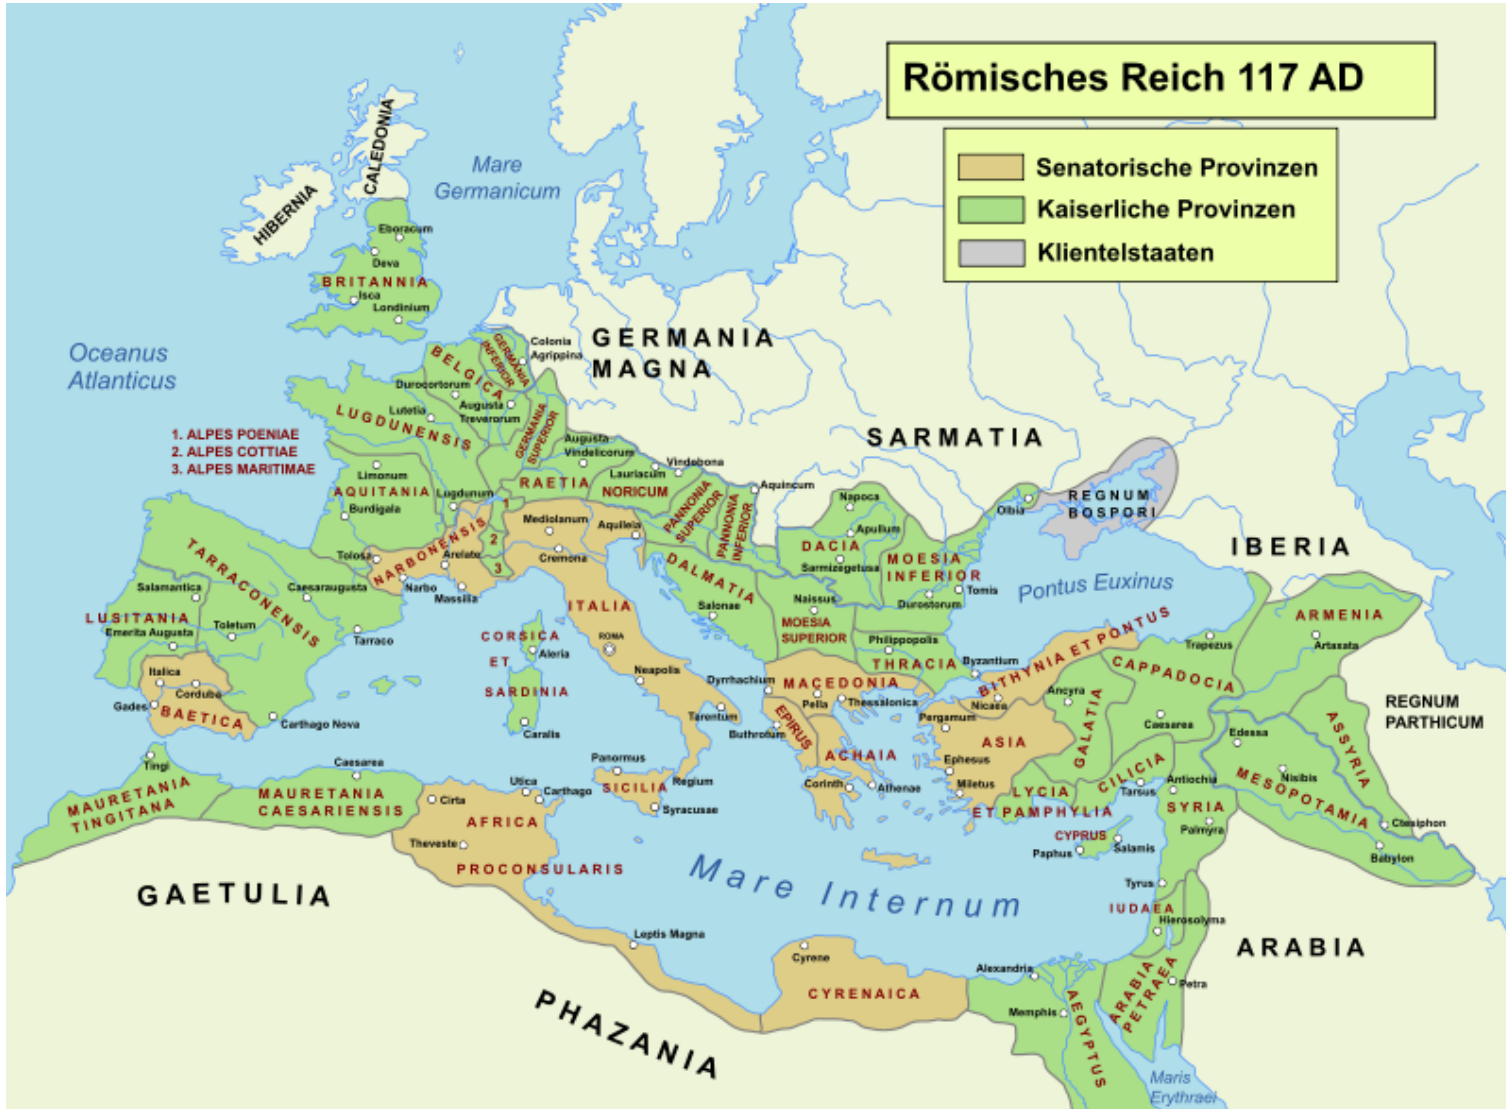 Römisches Reich 117 AD
Senatorische Provinzen
Kaiserliche Provinzen
Klientelstaaten
CALEDONIA
HIBERNIA
Mare
Germanicum
Eboracum
Deva
BRITANNIA
Isca
Londinium
Oceanus
Atlanticus
GERMANIA
MAGNA
Colonia
Agrippina
GERMANIA
INFERIOR
BELGICA
Durocortorum
Augusta
Treverorum
Lutetia
LUGDUNENSIS
GERMANIA
SUPERIOR
1. ALPES POENIAE
2. ALPES COTTIAE
3. ALPES MARITIMAE
SARMATIA
Augusta
Vindelicorum
Limonum
AQUITANIA
Burdigala
Lugdunum
RAETIA
Lauriacum
NORICUM
Vindobona
PANNONIA
SUPERIOR
PANNONIA
INFERIOR
Aquincum
Napoca
Apullum
DACIA
Sarmizegetusa
MOESIA
INFERIOR
Olbia
REGNUM
BOSPORI
IBERIA
Pontus Euxinus
1
2
3
Mediolanum
Aquileia
Cremona
Tolosa
NARBONENSIS
Arelate
Narbo
Massilia
TARRACONENSIS
Salamantica
Caesaraugusta
LUSITANIA
Emerita Augusta
Toletum
Tarraco
Italica
Corduba
Gades
BAETICA
Carthago Nova
ITALIA
ROMA
CORSICA
ET
SARDINIA
Aleria
Caralis
Neapolis
Tarentum
DALMATIA
Salonae
Naissus
MOESIA
SUPERIOR
Durostorum
Tomis
Philippopolis
THRACIA
Byzantium
Dyrrhachium
MACEDONIA
Pella
Thessalonica
EPIRUS
Buthrotum
ACHAIA
Corinth
Athenae
BITHYNIA ET PONTUS
Nicaea
Ancyra
Pergamum
ASIA
Ephesus
Miletus
GALATIA
CAPPADOCIA
Caesarea
Trapezus
ARMENIA
Artaxata
REGNUM
PARTHICUM
ASSYRIA
Edessa
Nisibis
MESOPOTAMIA
Ctesiphon
Babylon
LYCIA
ET PAMPHYLIA
CILICIA
Tarsus
Antiochia
SYRIA
Palmyra
CYPRUS
Paphus
Salamis
Tyrus
IUDAEA
Hierosolyma
ARABIA
PETRAEA
Petra
ARABIA
Tingi
MAURETANIA
TINGITANA
Caesarea
MAURETANIA
CAESARIENSIS
Cirta
Utica
Carthago
AFRICA
Theveste
PROCONSULARIS
Panormus
SICILIA
Regium
Syracusae
Mare Internum
GAETULIA
Leptis Magna
PHAZANIA
Cyrene
CYRENAICA
Alexandria
Memphis
AEGYPTUS
Maris
Erythraei